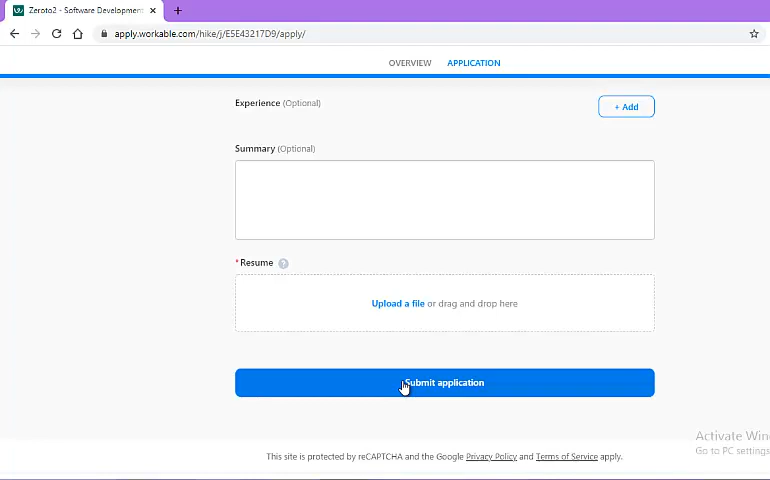 Zeroto2 - Software Development
apply.workable.com/hike/j/E5E43217D9/apply/
OVERVIEW APPLICATION
Experience (Optional)
+ Add
Summary (Optional)
* Resume ?
Upload a file or drag and drop here
Submit application
Activate Win
Go to PC settings
This site is protected by reCAPTCHA and the Google Privacy Policy and Terms of Service apply.